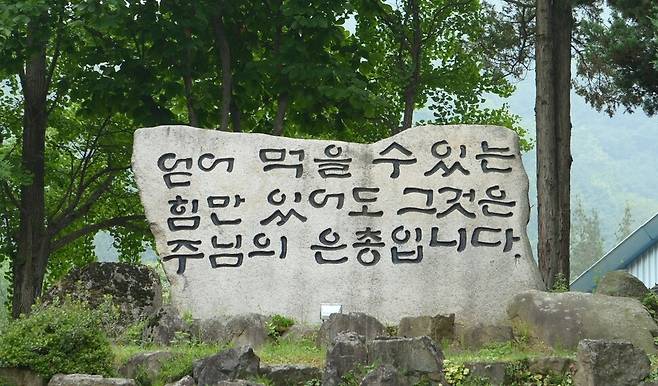 얻어 먹을 수 있는
힘만 있어도 그것은
주님의 은총입니다.